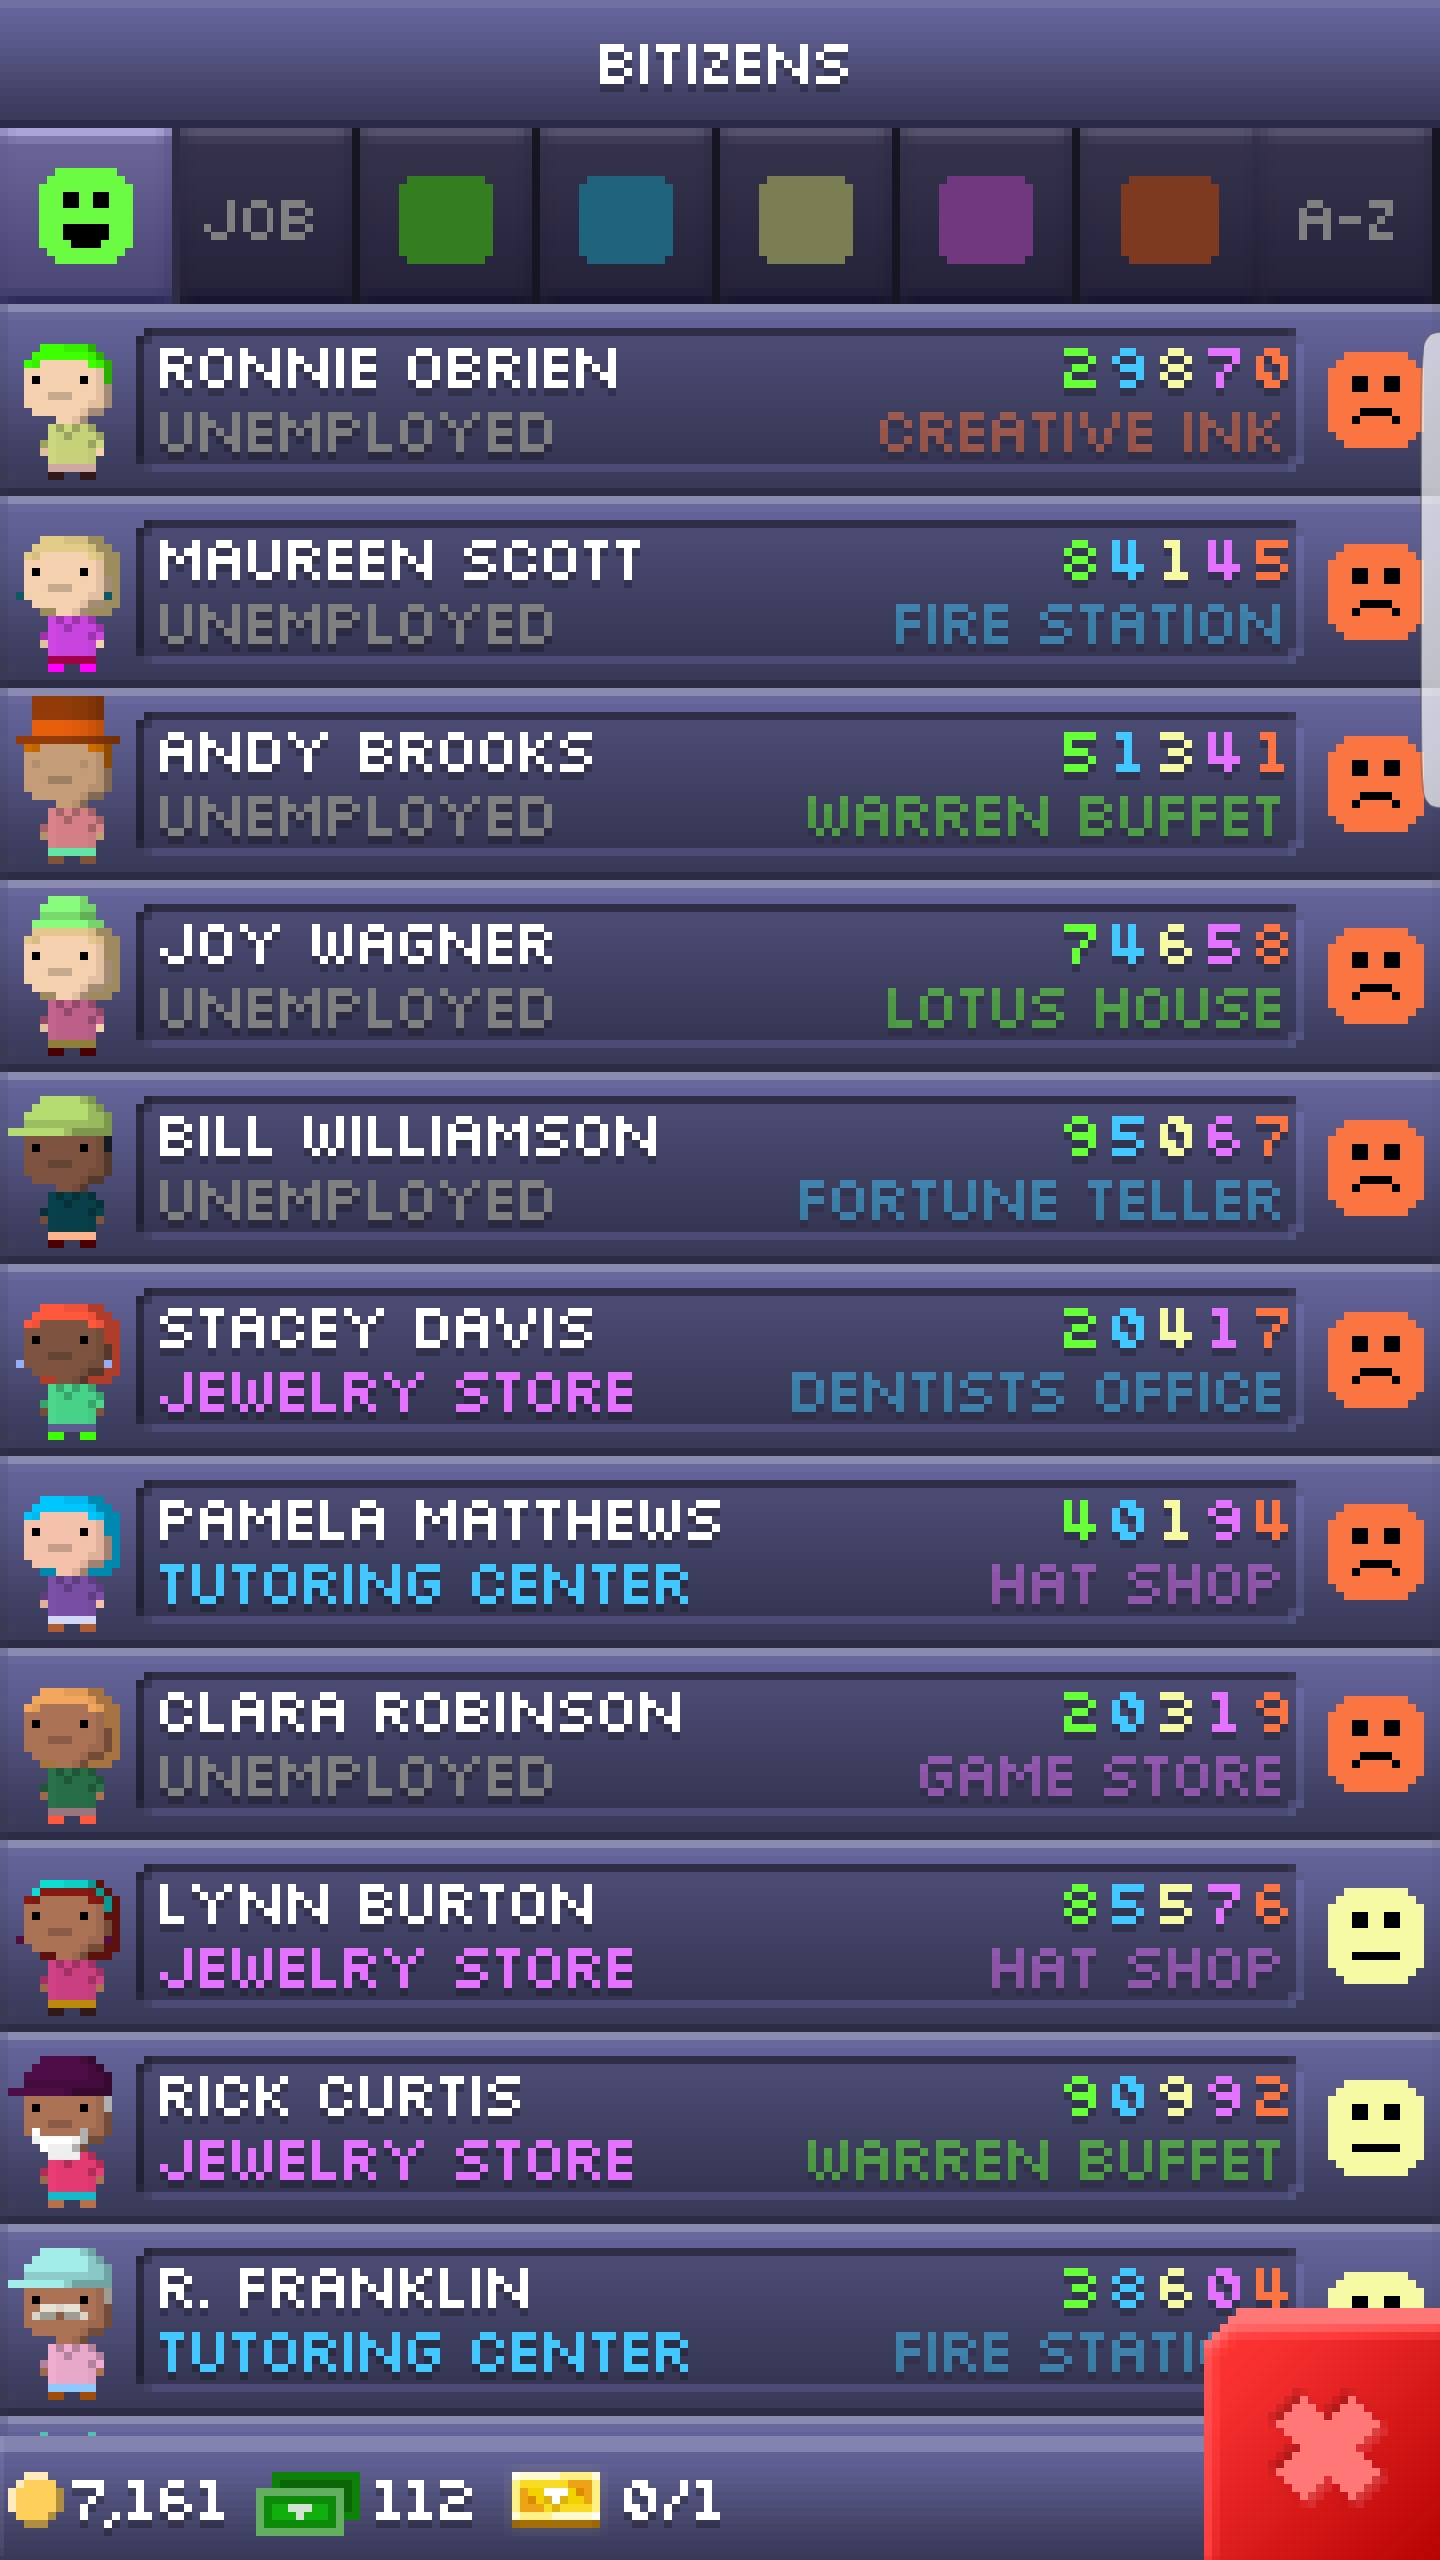 BITIZENS
JOB A-Z
RONNIE OBRIEN 29870
UNEMPLOYED CREATIVE INK
MAUREEN SCOTT 84145
UNEMPLOYED FIRE STATION
ANDY BROOKS 51341
UNEMPLOYED WARREN BUFFET
JOY WAGNER 74658
UNEMPLOYED LOTUS HOUSE
BILL WILLIAMSON 95067
UNEMPLOYED FORTUNE TELLER
STACEY DAVIS 20417
JEWELRY STORE DENTISTS OFFICE
PAMELA MATTHEWS 40194
TUTORING CENTER HAT SHOP
CLARA ROBINSON 20319
UNEMPLOYED GAME STORE
LYNN BURTON 85576
JEWELRY STORE HAT SHOP
RICK CURTIS 90992
JEWELRY STORE WARREN BUFFET
R. FRANKLIN 38604
TUTORING CENTER FIRE STATI
7,161 112 0/1